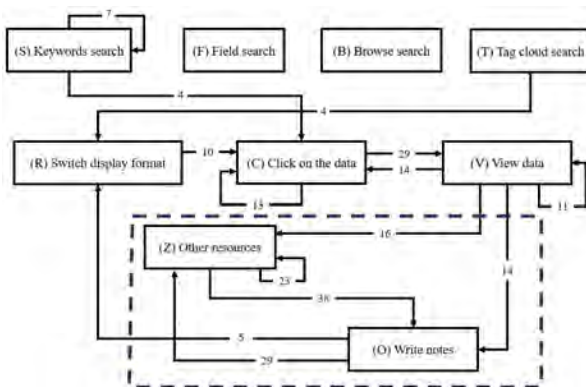 7
(S) Keywords search
(F) Field search
(B) Browse search
(T) Tag cloud search
4
4
(R) Switch display format
10
(C) Click on the data
29
14
(V) View data
13
11
16
(Z) Other resources
23
14
38
5
(O) Write notes
29